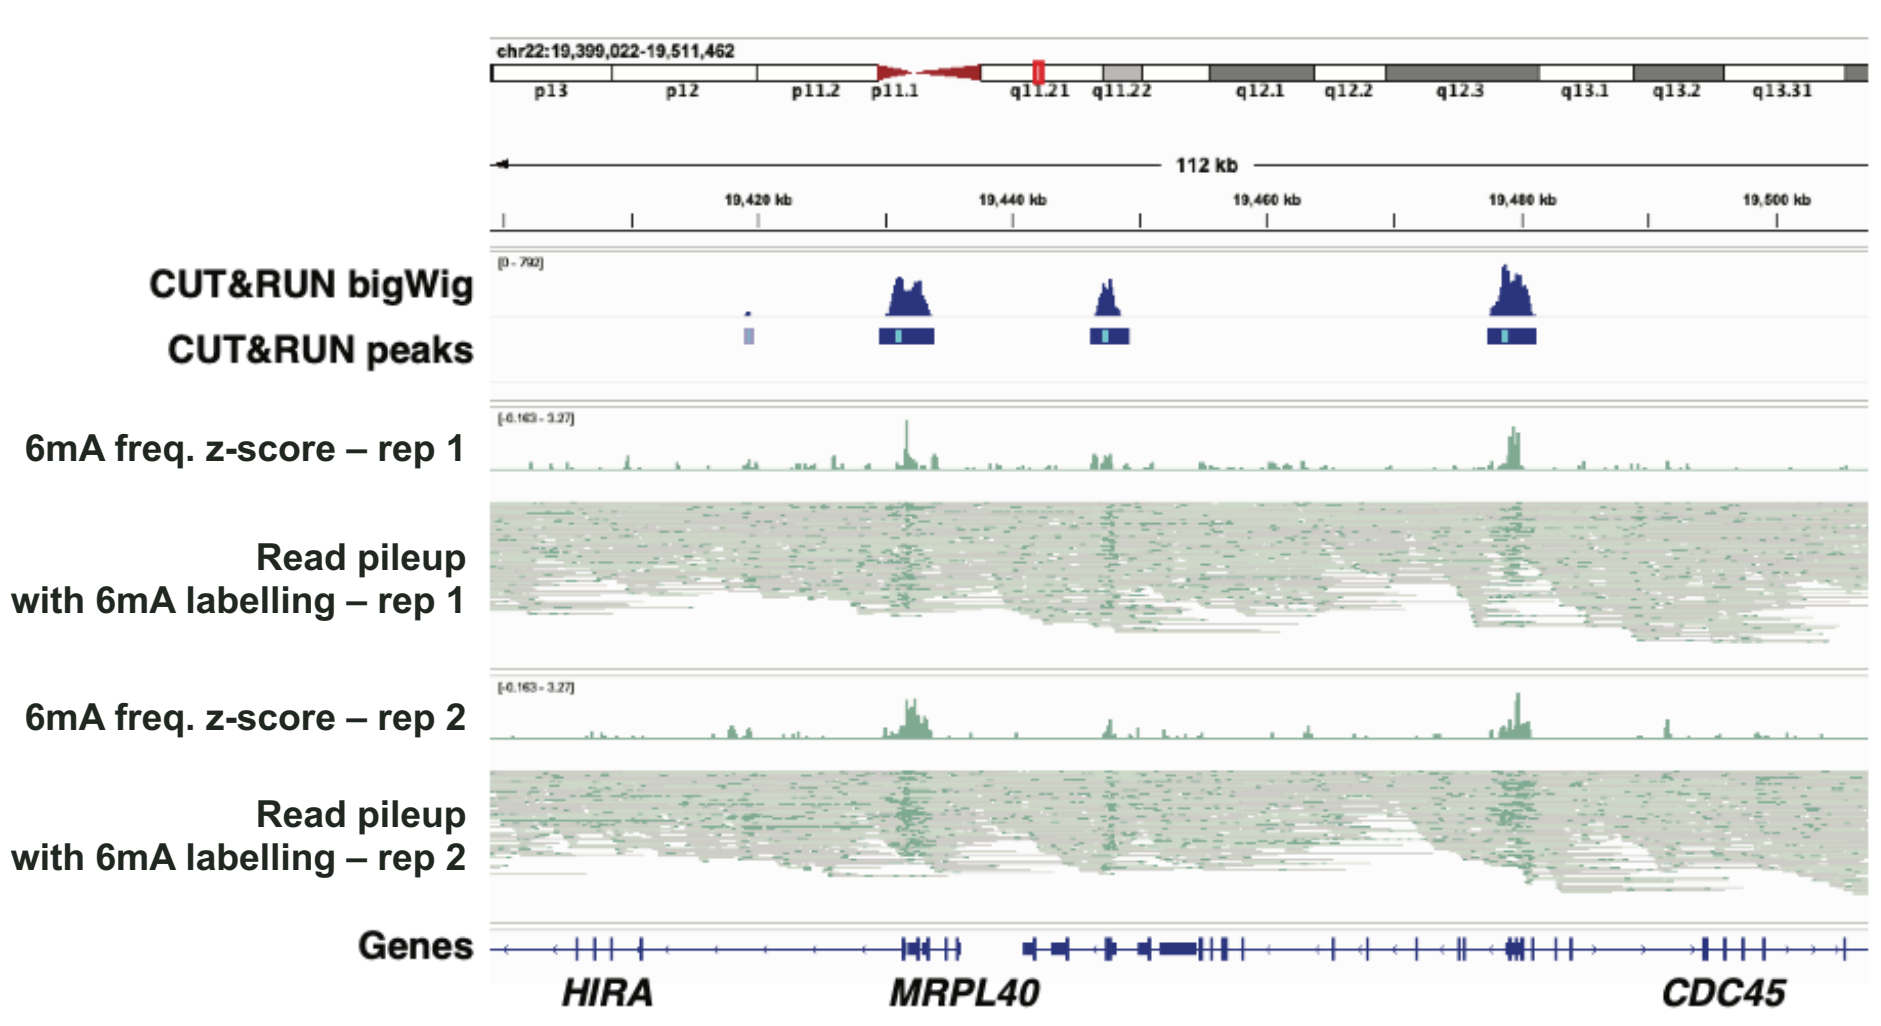 chr22:19,399,022-19,511,462
p13 p12 p11.2 p11.1 q11.21 q11.22 q12.1 q12.2 q12.3 q13.1 q13.2 q13.31
112 kb
19,420 kb 19,440 kb 19,460 kb 19,480 kb 19,500 kb
[0 - 792]
CUT&RUN bigWig
CUT&RUN peaks
[-0.163 - 3.27]
6mA freq. z-score – rep 1
Read pileup
with 6mA labelling – rep 1
[-0.163 - 3.27]
6mA freq. z-score – rep 2
Read pileup
with 6mA labelling – rep 2
Genes
HIRA MRPL40 CDC45